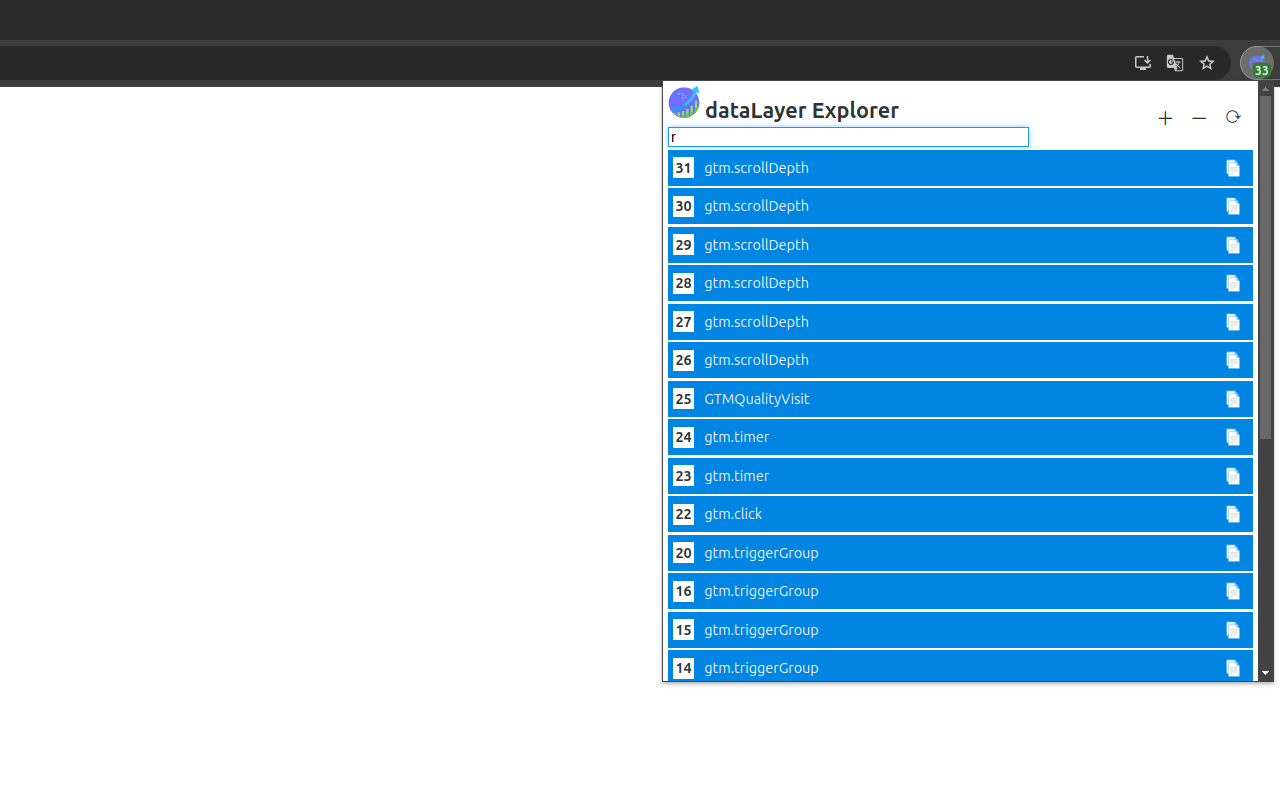 33
dataLayer Explorer
+ − ⟳
r
31 gtm.scrollDepth
30 gtm.scrollDepth
29 gtm.scrollDepth
28 gtm.scrollDepth
27 gtm.scrollDepth
26 gtm.scrollDepth
25 GTMQualityVisit
24 gtm.timer
23 gtm.timer
22 gtm.click
20 gtm.triggerGroup
16 gtm.triggerGroup
15 gtm.triggerGroup
14 gtm.triggerGroup